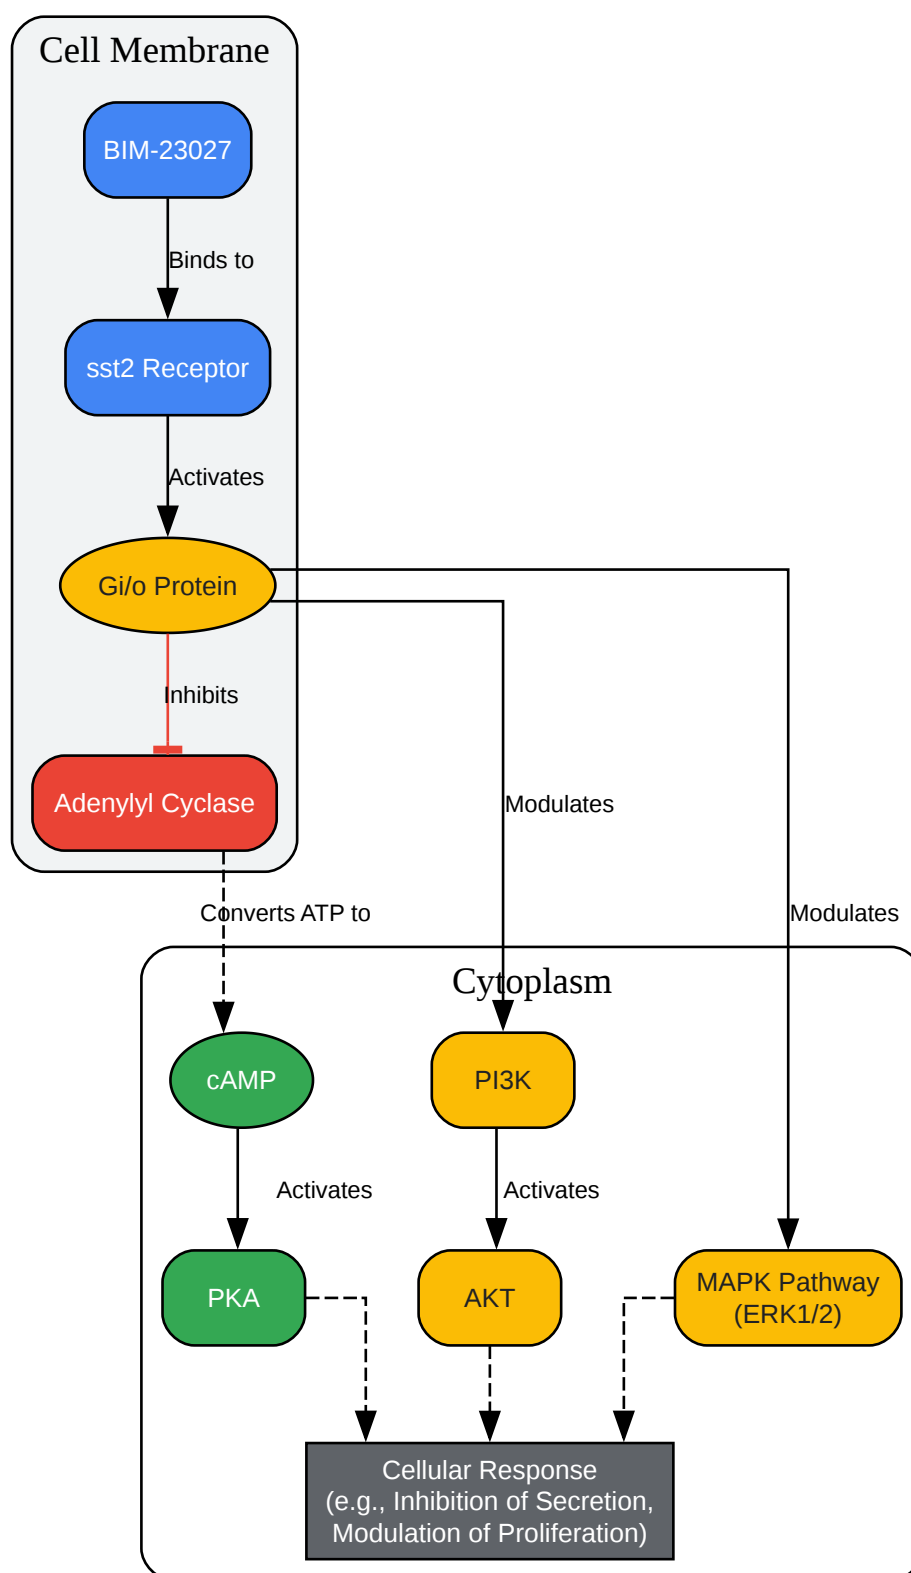 Cell Membrane
BIM-23027
Binds to
sst2 Receptor
Activates
Gi/o Protein
Inhibits
Adenylyl Cyclase
Modulates
Converts ATP to
Modulates
Cytoplasm
cAMP
PI3K
Activates
Activates
PKA
AKT
MAPK Pathway
(ERK1/2)
Cellular Response
(e.g., Inhibition of Secretion,
Modulation of Proliferation)